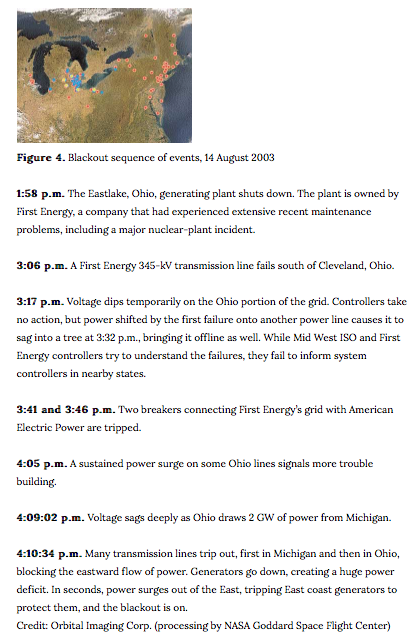 Figure 4. Blackout sequence of events, 14 August 2003
1:58 p.m. The Eastlake, Ohio, generating plant shuts down. The plant is owned by
First Energy, a company that had experienced extensive recent maintenance
problems, including a major nuclear-plant incident.
3:06 p.m. A First Energy 345-kV transmission line fails south of Cleveland, Ohio.
3:17 p.m. Voltage dips temporarily on the Ohio portion of the grid. Controllers take
no action, but power shifted by the first failure onto another power line causes it to
sag into a tree at 3:32 p.m., bringing it offline as well. While Mid West ISO and First
Energy controllers try to understand the failures, they fail to inform system
controllers in nearby states.
3:41 and 3:46 p.m. Two breakers connecting First Energy's grid with American
Electric Power are tripped.
4:05 p.m. A sustained power surge on some Ohio lines signals more trouble
building.
4:09:02 p.m. Voltage sags deeply as Ohio draws 2 GW of power from Michigan.
4:10:34 p.m. Many transmission lines trip out, first in Michigan and then in Ohio,
blocking the eastward flow of power. Generators go down, creating a huge power
deficit. In seconds, power surges out of the East, tripping East coast generators to
protect them, and the blackout is on.
Credit: Orbital Imaging Corp. (processing by NASA Goddard Space Flight Center)